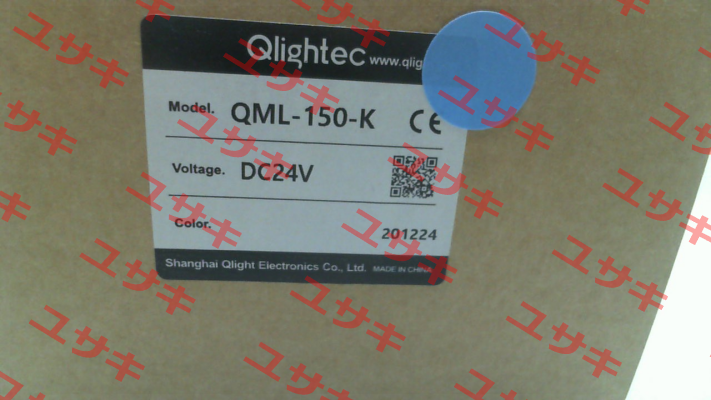 Qlightec www.qlig
Model. QML-150-K CE
Voltage. DC24V
Color. 201224
Shanghai Qlight Electronics Co., Ltd. MADE IN CHINA
ユサキ